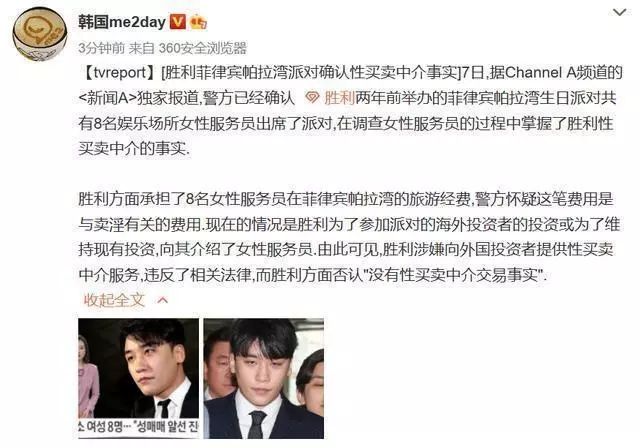 韩国me2day
3分钟前 来自 360安全浏览器
【tvreport】[胜利菲律宾帕拉湾派对确认性买卖中介事实]7日,据Channel A频道的
<新闻A>独家报道,警方已经确认 胜利两年前举办的菲律宾帕拉湾生日派对共
有8名娱乐场所女性服务员出席了派对,在调查女性服务员的过程中掌握了胜利性
买卖中介的事实.
胜利方面承担了8名女性服务员在菲律宾帕拉湾的旅游经费,警方怀疑这笔费用是
与卖淫有关的费用.现在的情况是胜利为了参加派对的海外投资者的投资或为了维
持现有投资,向其介绍了女性服务员.由此可见,胜利涉嫌向外国投资者提供性买卖
中介服务,违反了相关法律,而胜利方面否认"没有性买卖中介交易事实".
收起全文
소 여성 8명… "성매매 알선 진